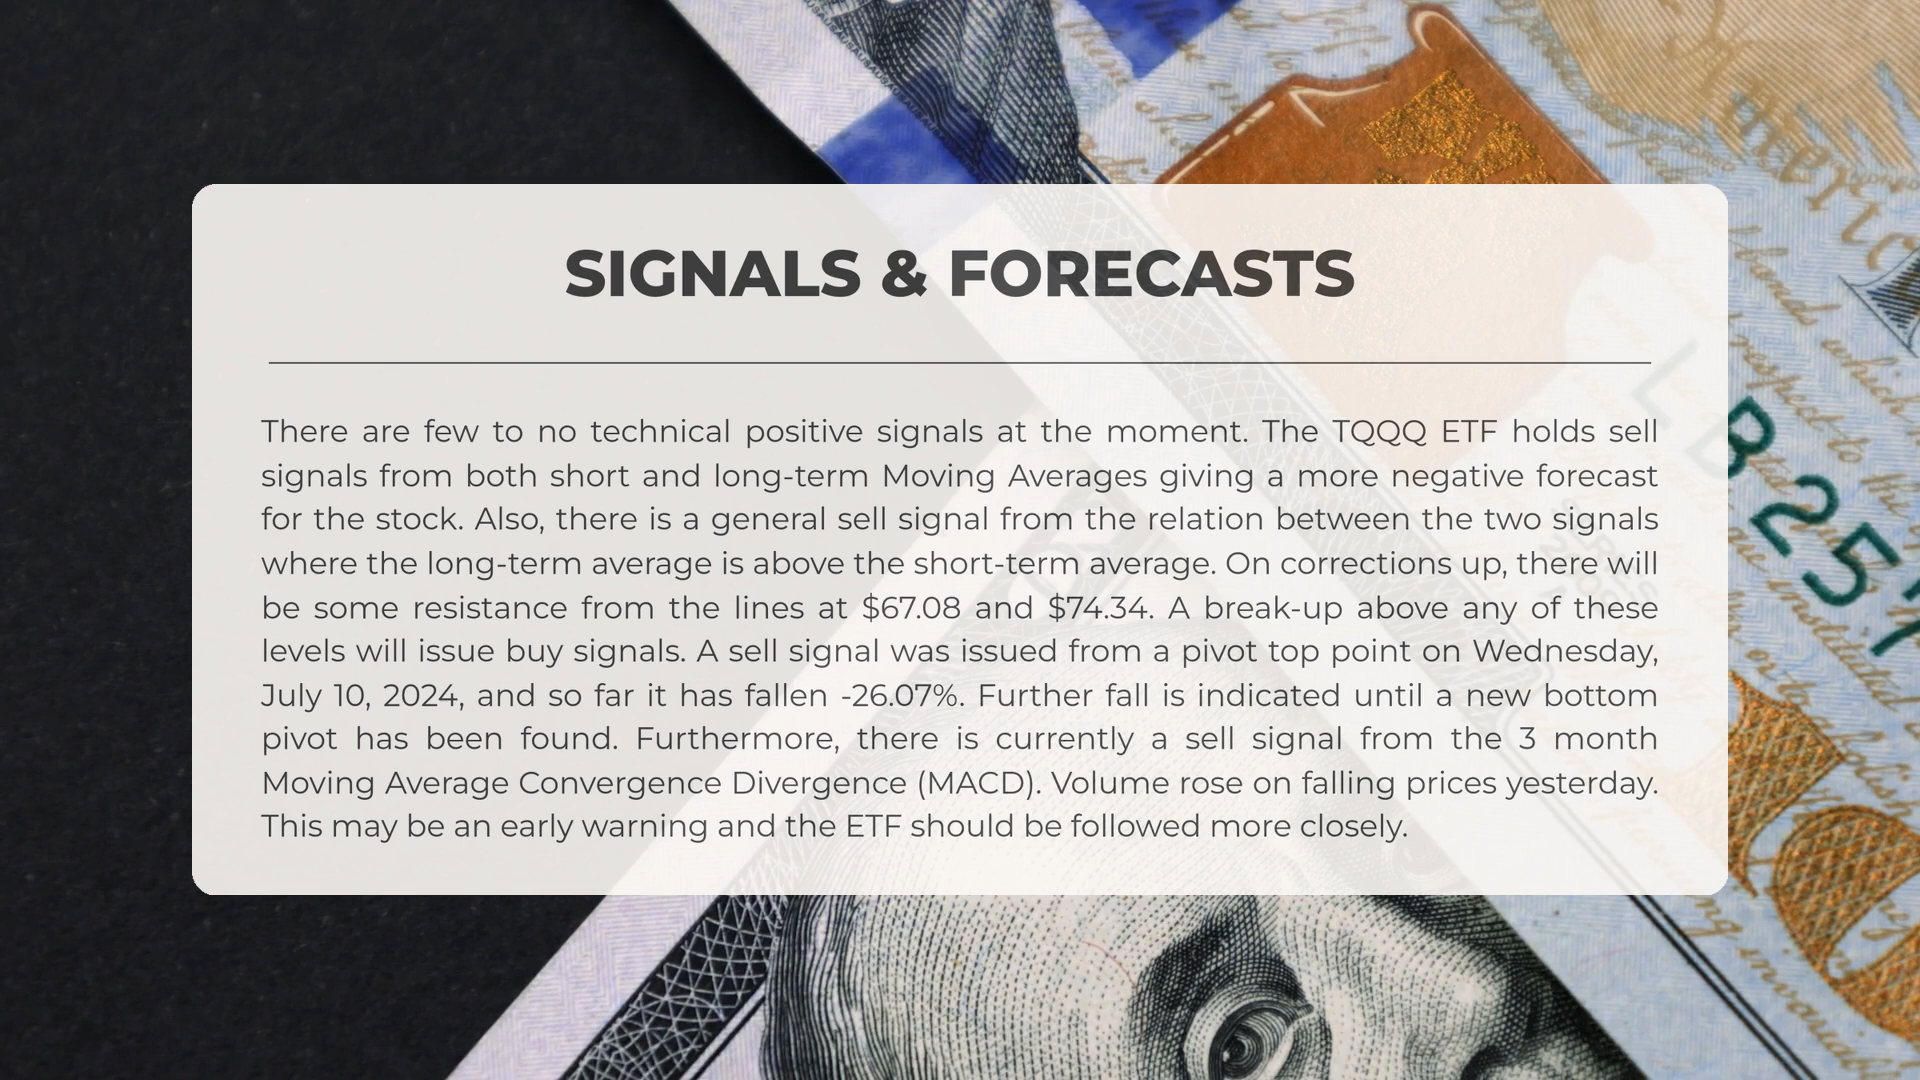 SIGNALS & FORECASTS
There are few to no technical positive signals at the moment. The TQQQ ETF holds sell
signals from both short and long-term Moving Averages giving a more negative forecast
for the stock. Also, there is a general sell signal from the relation between the two signals
where the long-term average is above the short-term average. On corrections up, there will
be some resistance from the lines at $67.08 and $74.34. A break-up above any of these
levels will issue buy signals. A sell signal was issued from a pivot top point on Wednesday,
July 10, 2024, and so far it has fallen -26.07%. Further fall is indicated until a new bottom
pivot has been found. Furthermore, there is currently a sell signal from the 3 month
Moving Average Convergence Divergence (MACD). Volume rose on falling prices yesterday.
This may be an early warning and the ETF should be followed more closely.
LB257